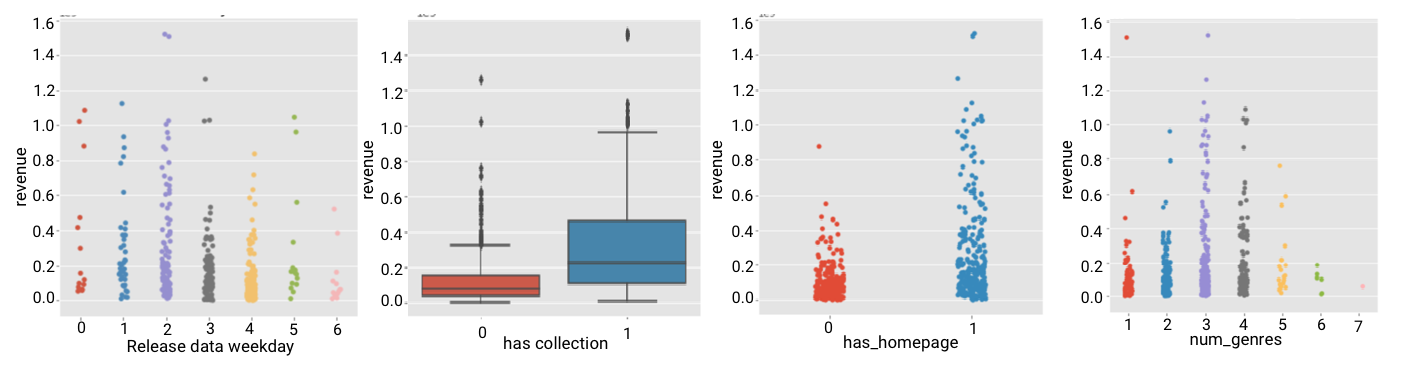 1.6 1.4 1.2 1.0 0.8 0.6 0.4 0.2 0.0
revenue
0 1 2 3 4 5 6
Release data weekday
1.4 1.2 1.0 0.8 0.6 0.4 0.2 0.0
revenue
0 1
has collection
1.6 1.4 1.2 1.0 0.8 0.6 0.4 0.2 0.0
revenue
0 1
has_homepage
1.6 1.4 1.2 1.0 0.8 0.6 0.4 0.2 0.0
revenue
1 2 3 4 5 6 7
num_genres